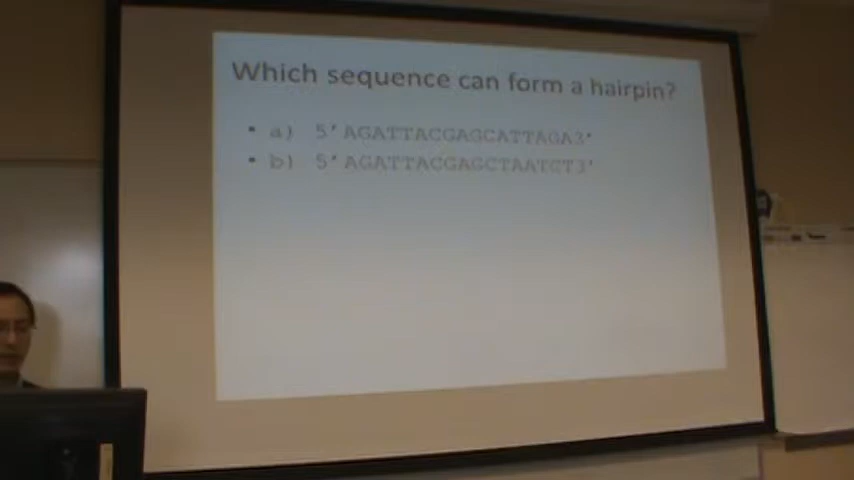 Which sequence can form a hairpin?
• a) 5'AGATTACGAGCATTAGA3'
• b) 5'AGATTACGAGCTAATCT3'